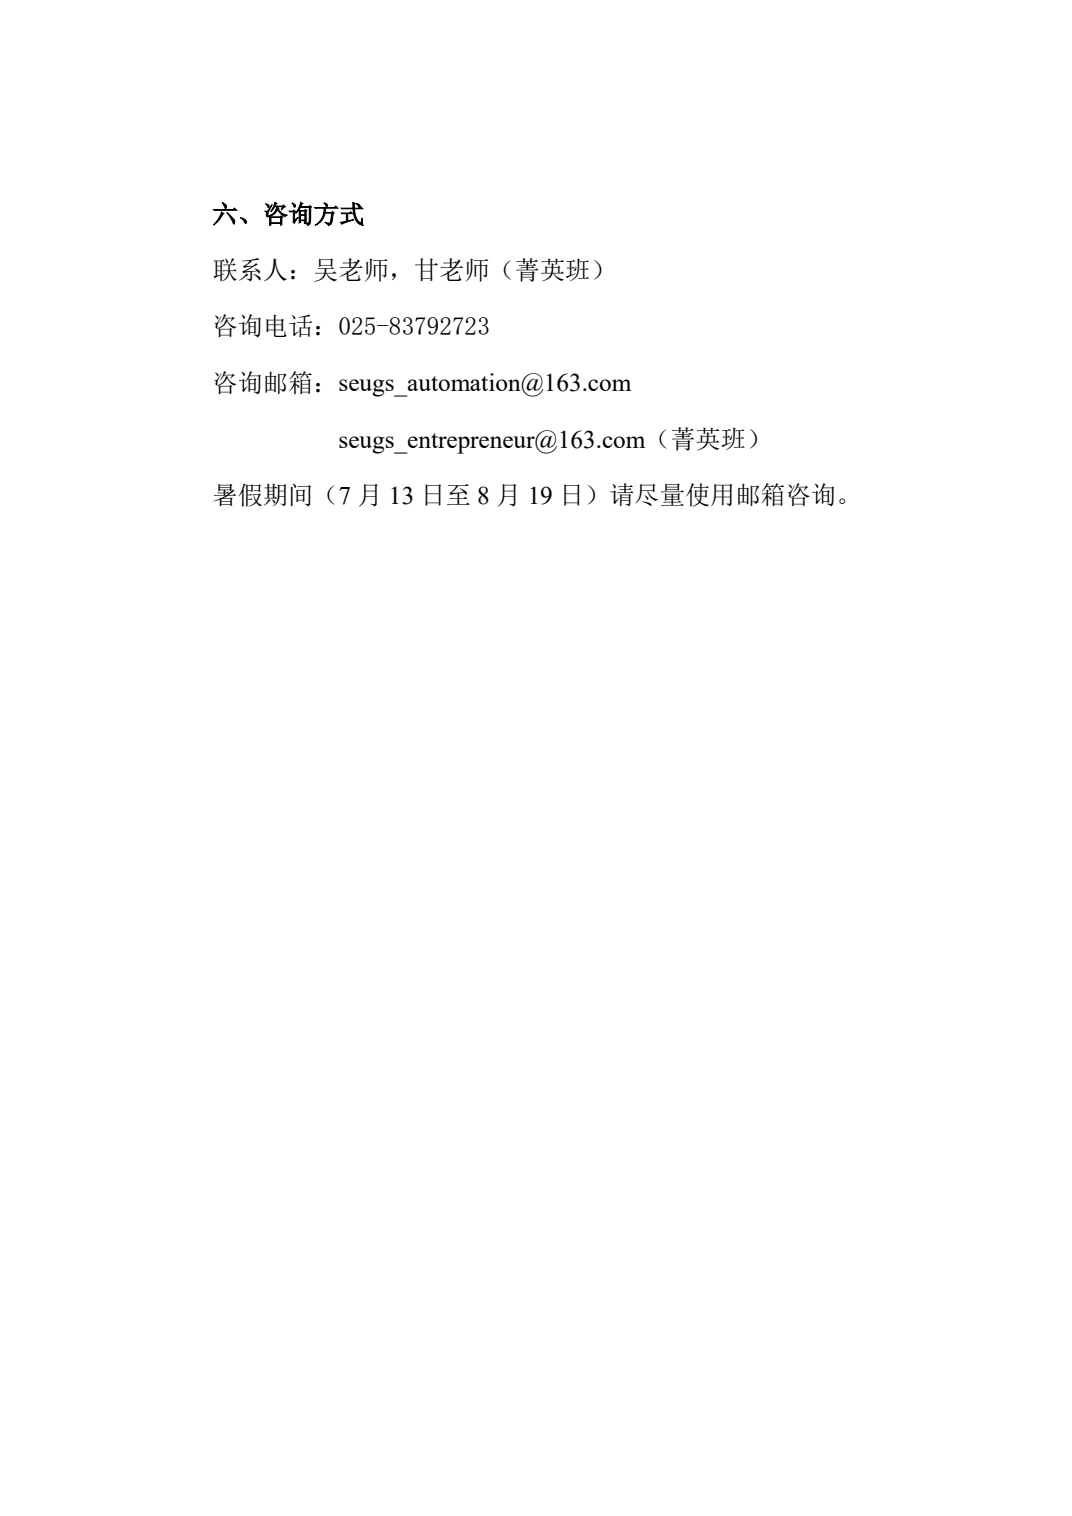 六、咨询方式
联系人：吴老师，甘老师（菁英班）
咨询电话：025-83792723
咨询邮箱：seugs_automation@163.com
seugs_entrepreneur@163.com（菁英班）
暑假期间（7 月 13 日至 8 月 19 日）请尽量使用邮箱咨询。